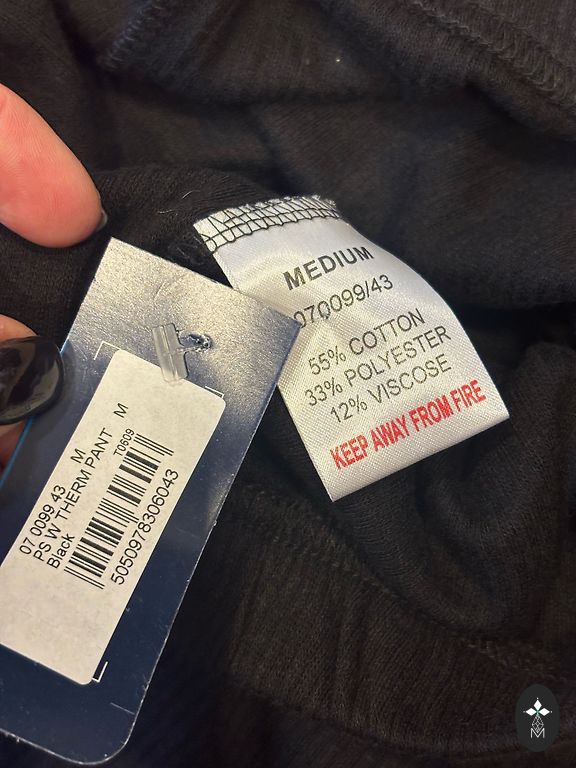 MEDIUM
070099/43
55% COTTON
33% POLYESTER
12% VISCOSE
KEEP AWAY FROM FIRE
07 0099 43 M
PS W THERM PANT M
Black T0609
5050978306043
M